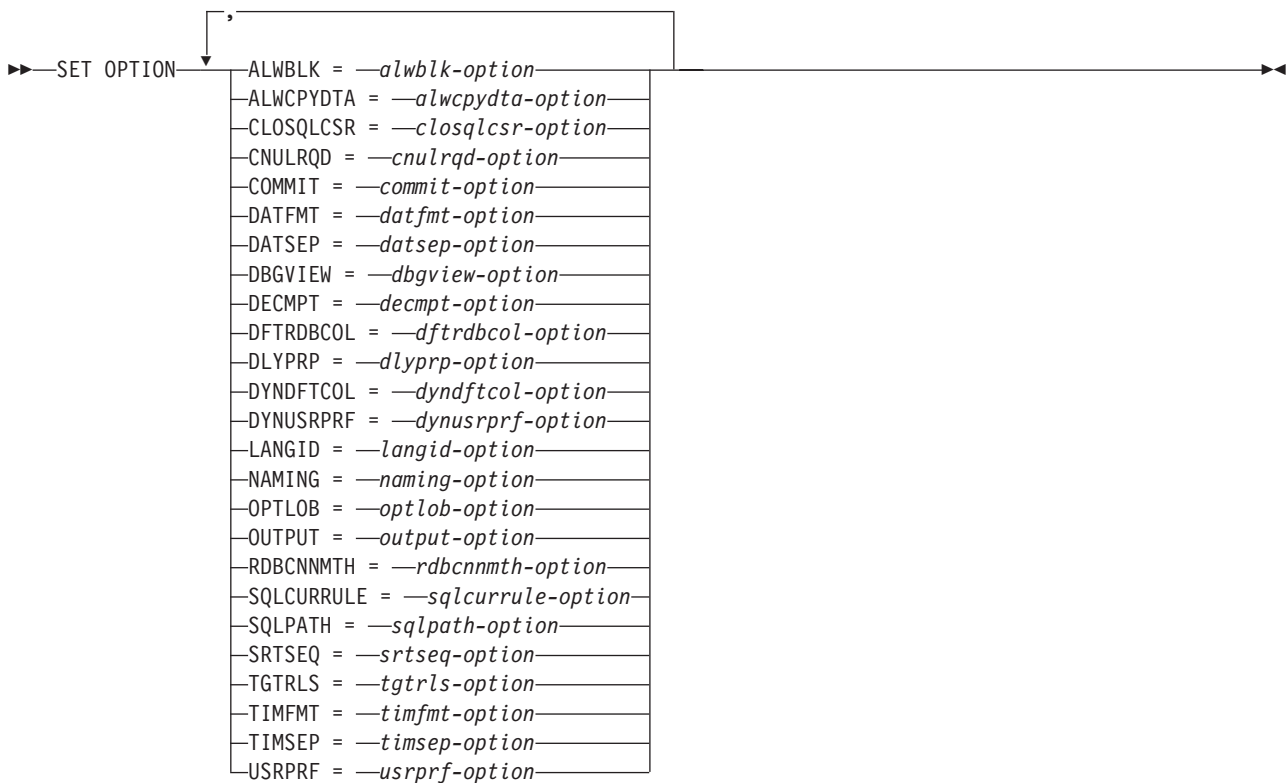 ,
SET OPTION ALWBLK = alwblk-option
ALWCPYDTA = alwcpydta-option
CLOSQLCSR = closqlcsr-option
CNULRQD = cnulrqd-option
COMMIT = commit-option
DATFMT = datfmt-option
DATSEP = datsep-option
DBGVIEW = dbgview-option
DECMPT = decmpt-option
DFTRDBCOL = dftrdbcol-option
DLYPRP = dlyprp-option
DYNDFTCOL = dyndftcol-option
DYNUSRPRF = dynusrprf-option
LANGID = langid-option
NAMING = naming-option
OPTLOB = optlob-option
OUTPUT = output-option
RDBCNNMTH = rdbcnnmth-option
SQLCURRULE = sqlcurrule-option
SQLPATH = sqlpath-option
SRTSEQ = srtseq-option
TGTRLS = tgtrls-option
TIMFMT = timfmt-option
TIMSEP = timsep-option
USRPRF = usrprf-option